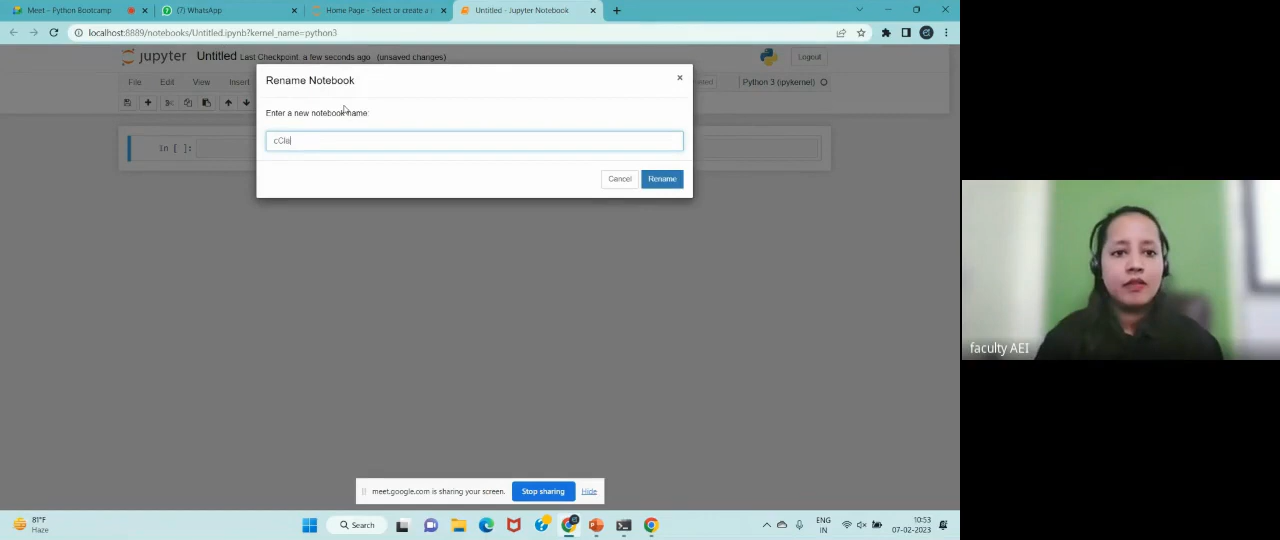 Meet - Python Bootcamp
(7) WhatsApp
Home Page - Select or create a n
Untitled - Jupyter Notebook
localhost:8889/notebooks/Untitled.ipynb?kernel_name=python3
jupyter Untitled Last Checkpoint: a few seconds ago (unsaved changes)
Logout
File Edit View Insert
Python 3 (ipykernel)
Rename Notebook
Enter a new notebook name:
cCla
Cancel Rename
In [ ]:
faculty AEI
meet.google.com is sharing your screen. Stop sharing Hide
81°F
Haze
Search
ENG
IN
10:53
07-02-2023